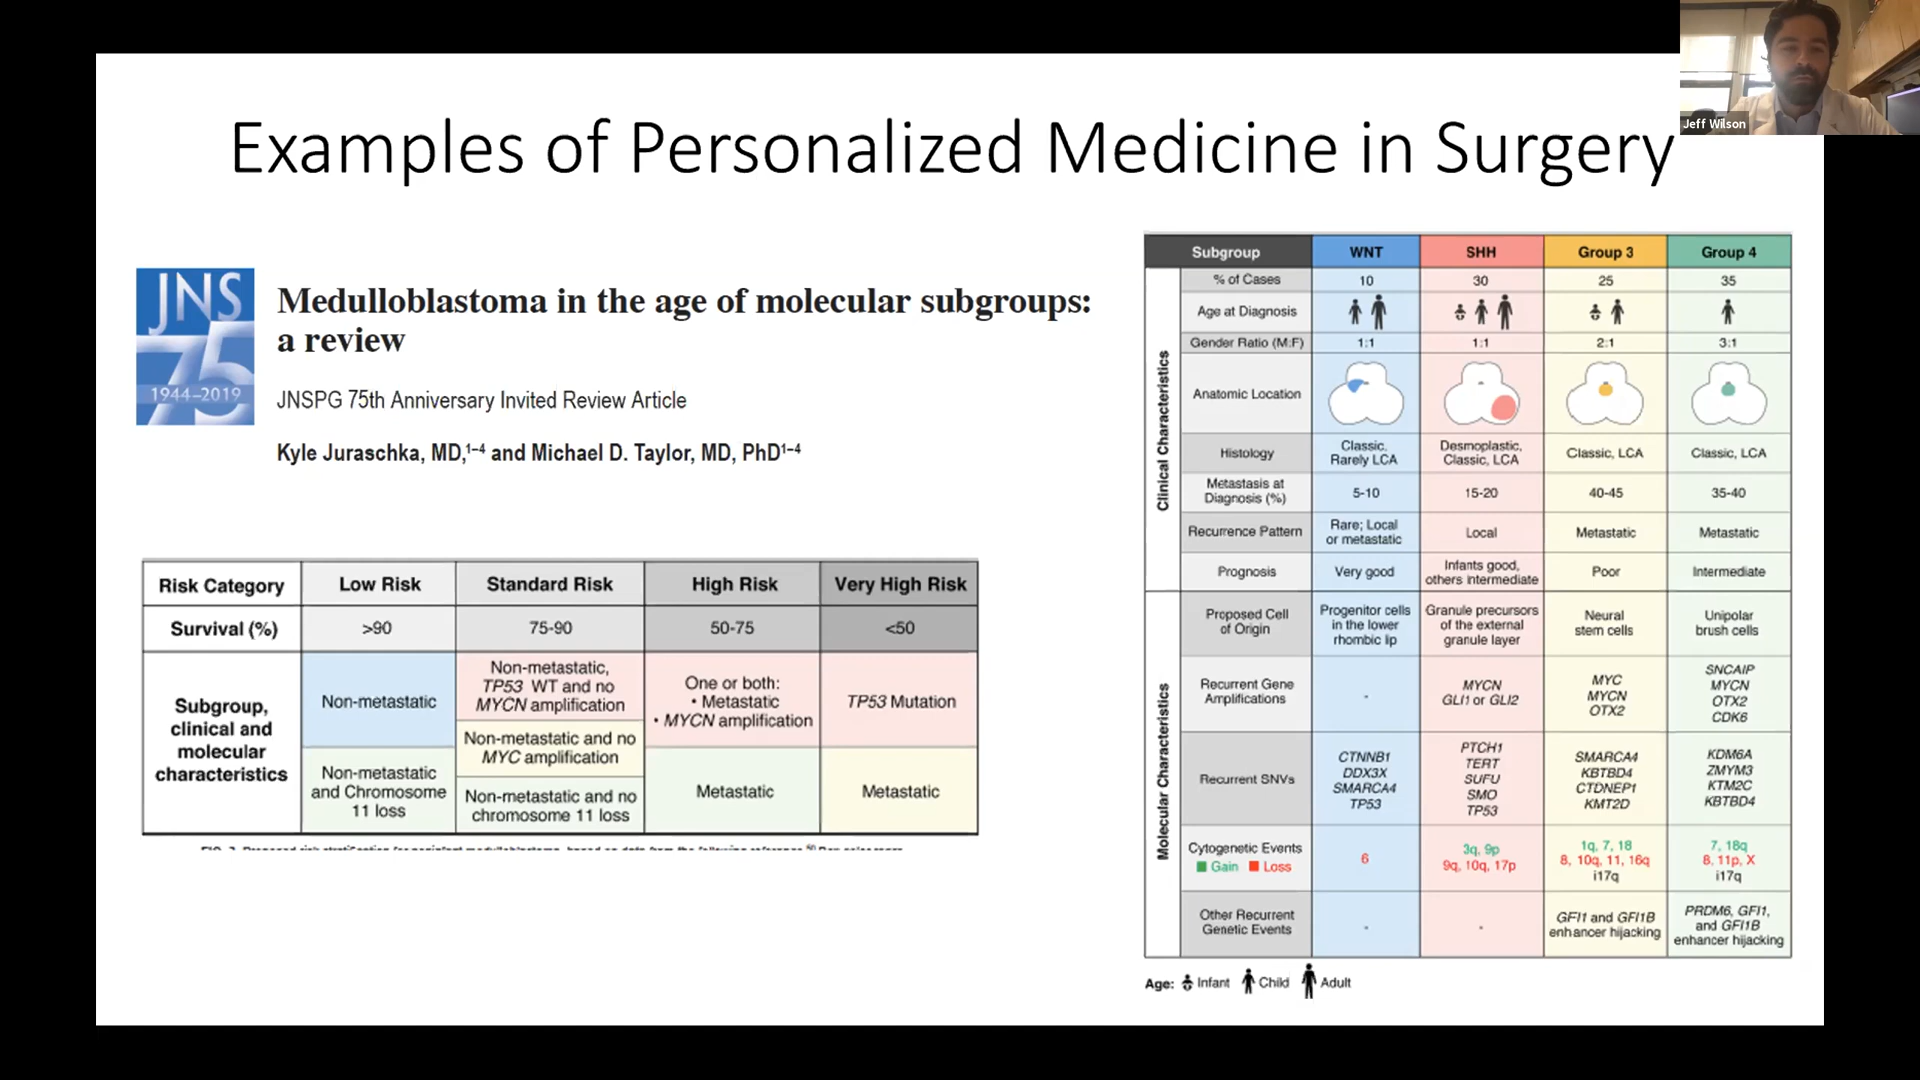 Examples of Personalized Medicine in Surgery
Jeff Wilson
JNS
75
1944–2019
Medulloblastoma in the age of molecular subgroups:
a review
JNSPG 75th Anniversary Invited Review Article
Kyle Juraschka, MD,1–4 and Michael D. Taylor, MD, PhD1–4
Risk Category Low Risk Standard Risk High Risk Very High Risk
Survival (%) >90 75-90 50-75 <50
Subgroup,
clinical and
molecular
characteristics
Non-metastatic
Non-metastatic
and Chromosome
11 loss
Non-metastatic,
TP53 WT and no
MYCN amplification
Non-metastatic and no
MYC amplification
Non-metastatic and no
chromosome 11 loss
One or both:
• Metastatic
• MYCN amplification
Metastatic
TP53 Mutation
Metastatic
Subgroup WNT SHH Group 3 Group 4
Clinical Characteristics
% of Cases 10 30 25 35
Age at Diagnosis
Gender Ratio (M:F) 1:1 1:1 2:1 3:1
Anatomic Location
Histology
Classic,
Rarely LCA
Desmoplastic,
Classic, LCA
Classic, LCA
Classic, LCA
Metastasis at
Diagnosis (%)
5-10 15-20 40-45 35-40
Recurrence Pattern
Rare; Local
or metastatic
Local
Metastatic
Metastatic
Prognosis
Very good
Infants good,
others intermediate
Poor
Intermediate
Molecular Characteristics
Proposed Cell
of Origin
Progenitor cells
in the lower
rhombic lip
Granule precursors
of the external
granule layer
Neural
stem cells
Unipolar
brush cells
Recurrent Gene
Amplifications
-
MYCN
GLI1 or GLI2
MYC
MYCN
OTX2
SNCAIP
MYCN
OTX2
CDK6
Recurrent SNVs
CTNNB1
DDX3X
SMARCA4
TP53
PTCH1
TERT
SUFU
SMO
TP53
SMARCA4
KBTBD4
CTDNEP1
KMT2D
KDM6A
ZMYM3
KTM2C
KBTBD4
Cytogenetic Events
Gain Loss
6
3q, 9p
9q, 10q, 17p
1q, 7, 18
8, 10q, 11, 16q
i17q
7, 18q
8, 11p, X
i17q
Other Recurrent
Genetic Events
-
-
GFI1 and GFI1B
enhancer hijacking
PRDM6, GFI1,
and GFI1B
enhancer hijacking
Age: Infant Child Adult